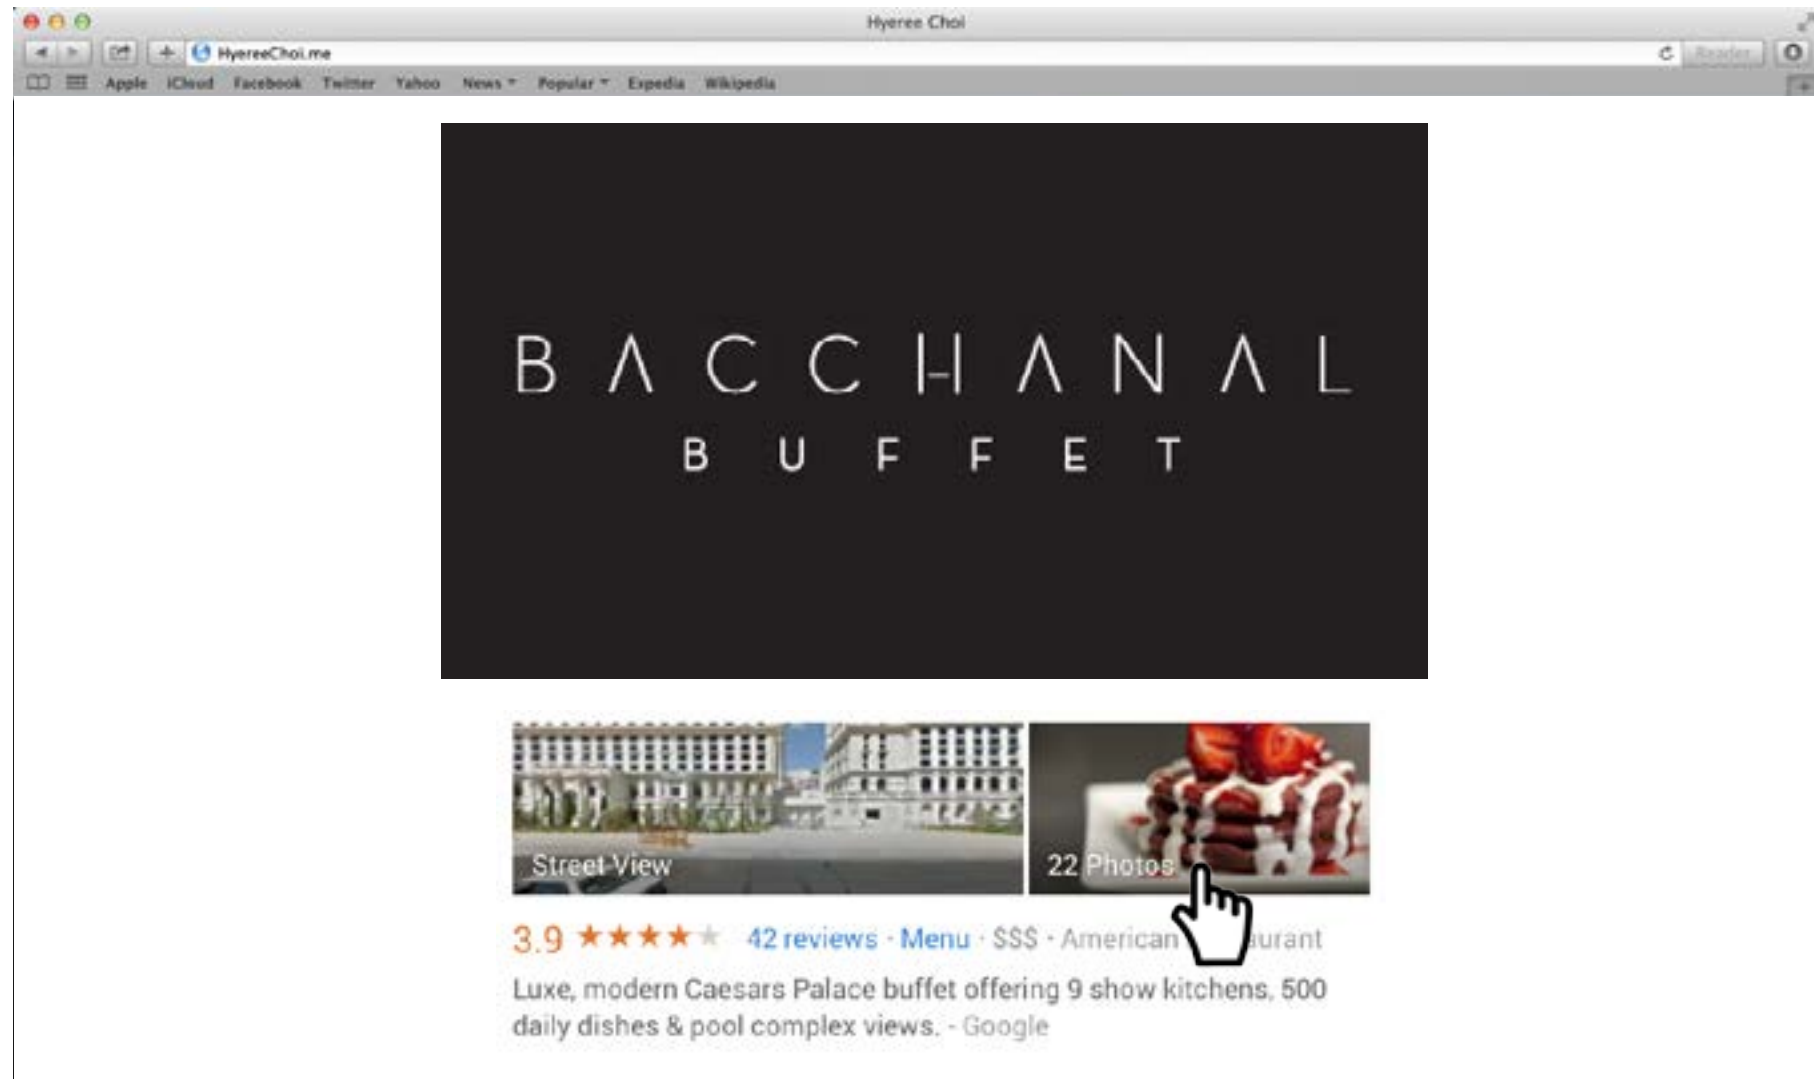 Hyeree Choi
HyereeChoi.me
Reader
Apple iCloud Facebook Twitter Yahoo News Popular Expedia Wikipedia
BACCHANAL
BUFFET
Street View
22 Photos
3.9 42 reviews · Menu · $$$ · American
Luxe, modern Caesars Palace buffet offering 9 show kitchens, 500
daily dishes & pool complex views. - Google